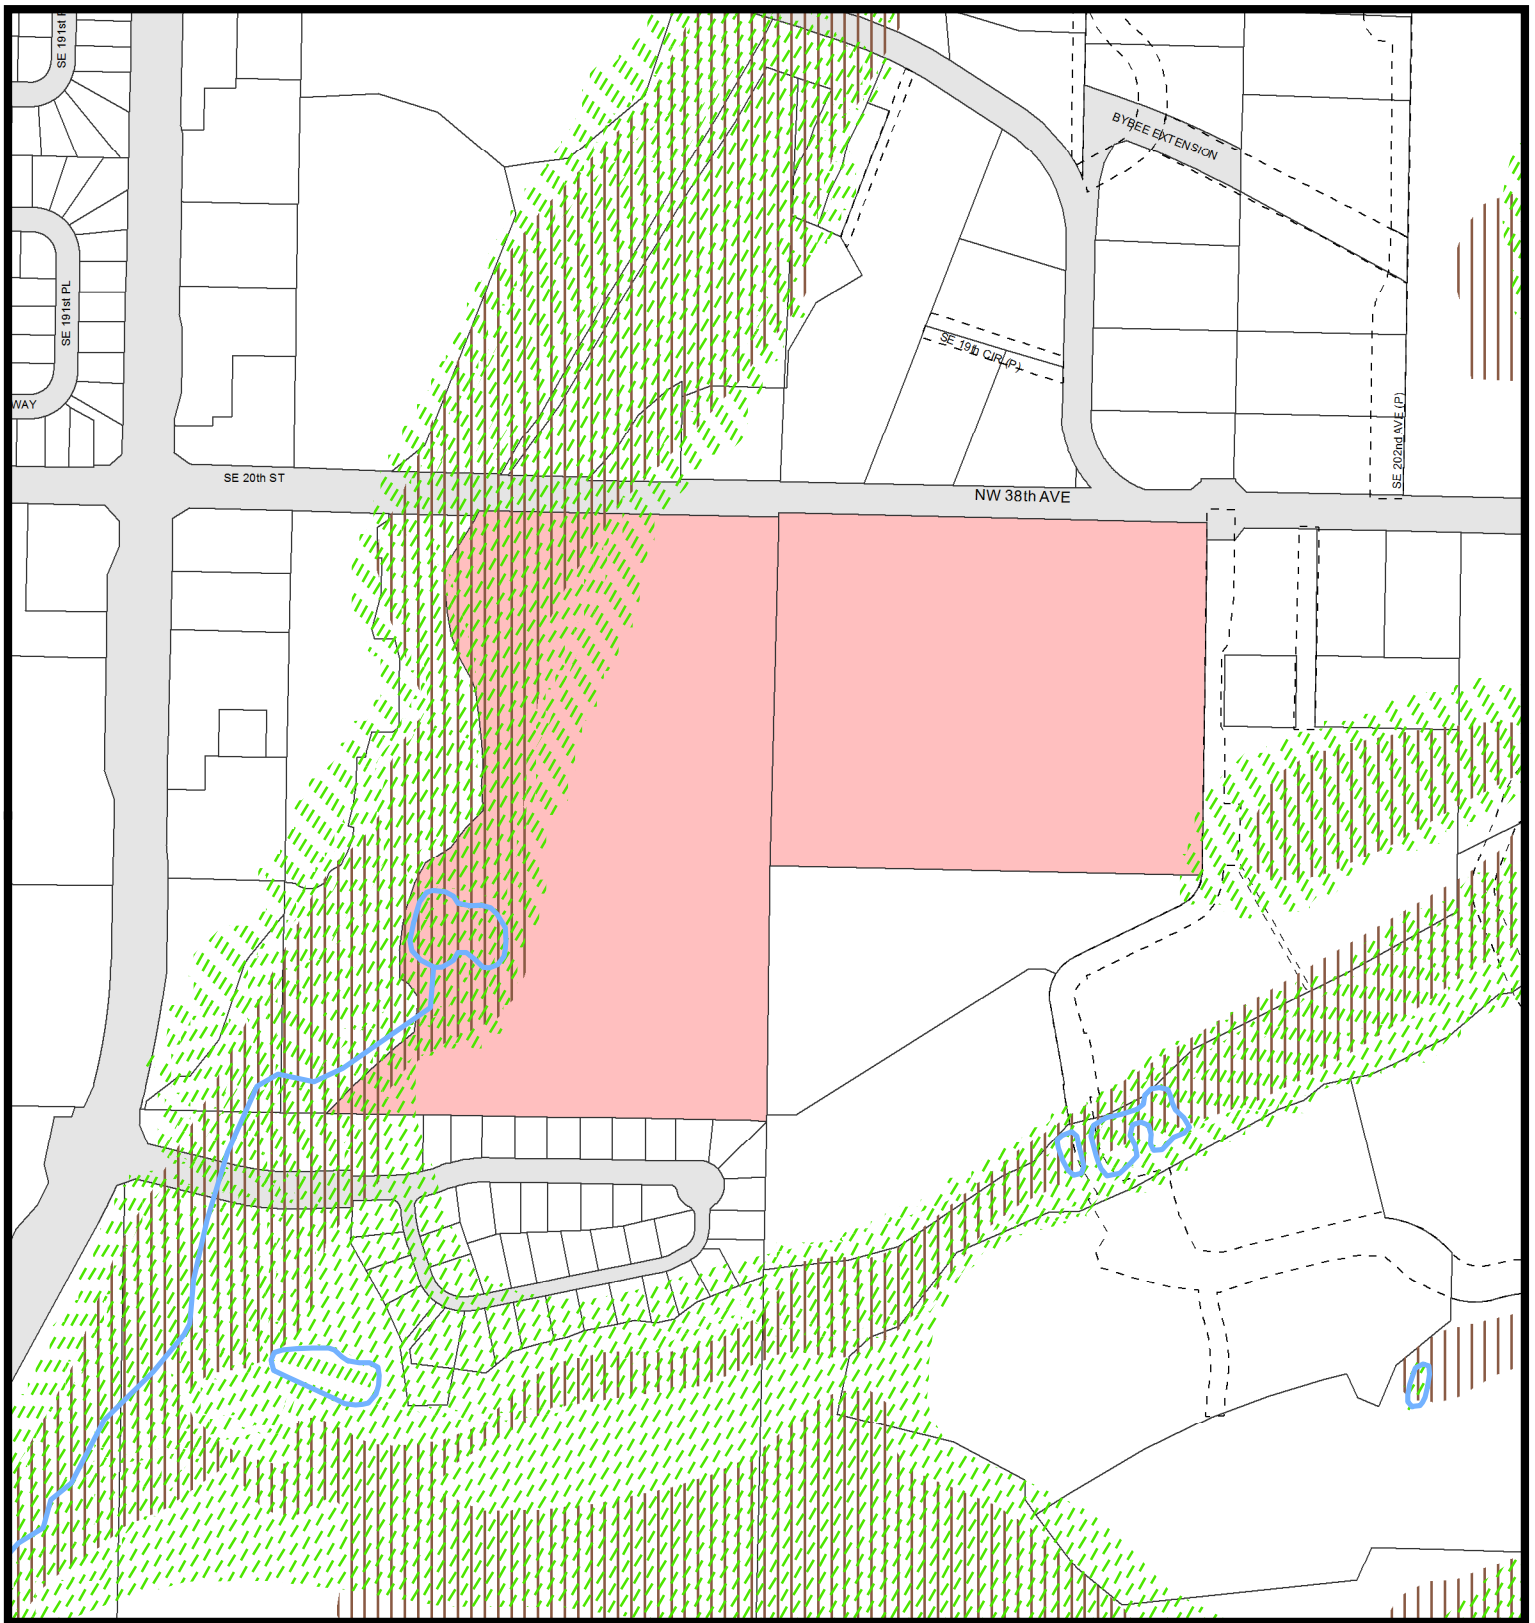 SE 191st P
BYBEE EXTENSION
SE 191st PL
SE 19th CIR (P)
WAY
SE 202nd AVE (P)
SE 20th ST
NW 38th AVE